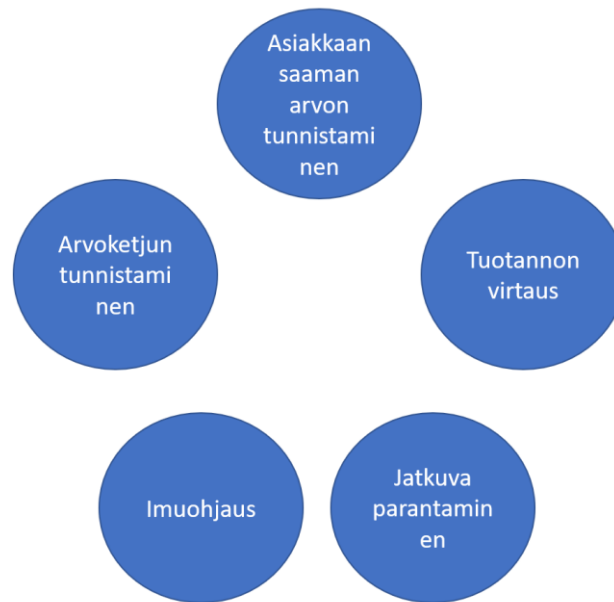 Asiakkaan
saaman
arvon
tunnistami
nen
Arvoketjun
tunnistami
nen
Tuotannon
virtaus
Imuohjaus
Jatkuva
parantamin
en